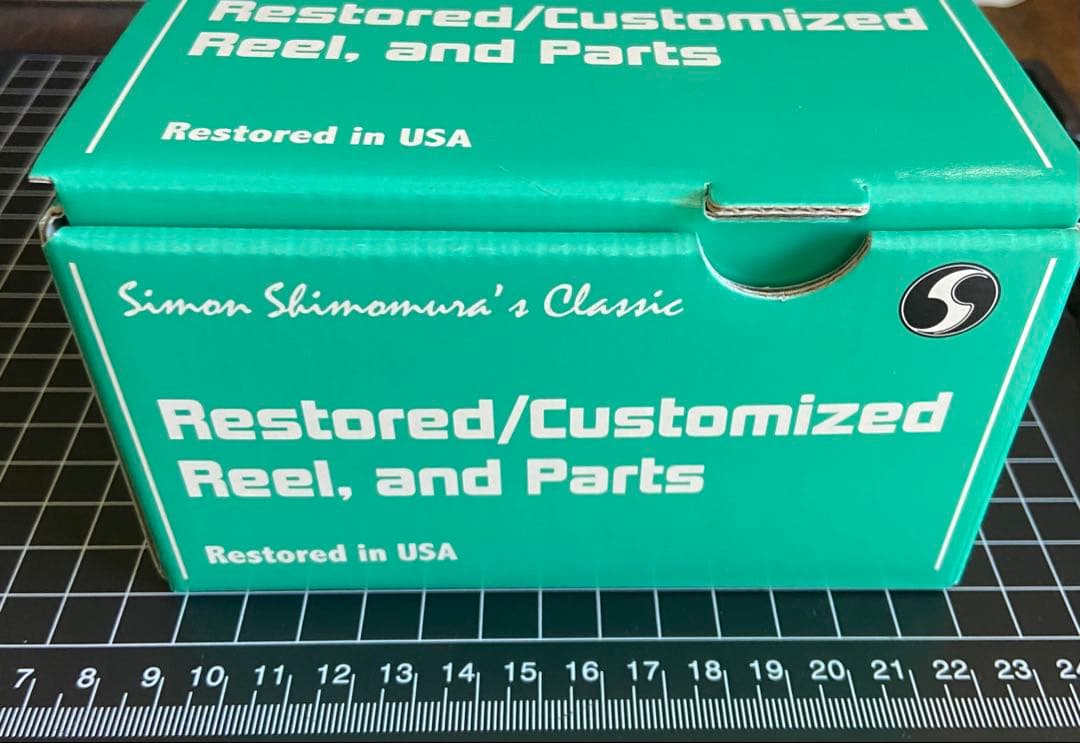 Restored/Customized
Reel, and Parts
Restored in USA
Simon Shimomura's Classic
S
Restored/Customized
Reel, and Parts
Restored in USA
7 8 9 10 11 12 13 14 15 16 17 18 19 20 21 22 23 24